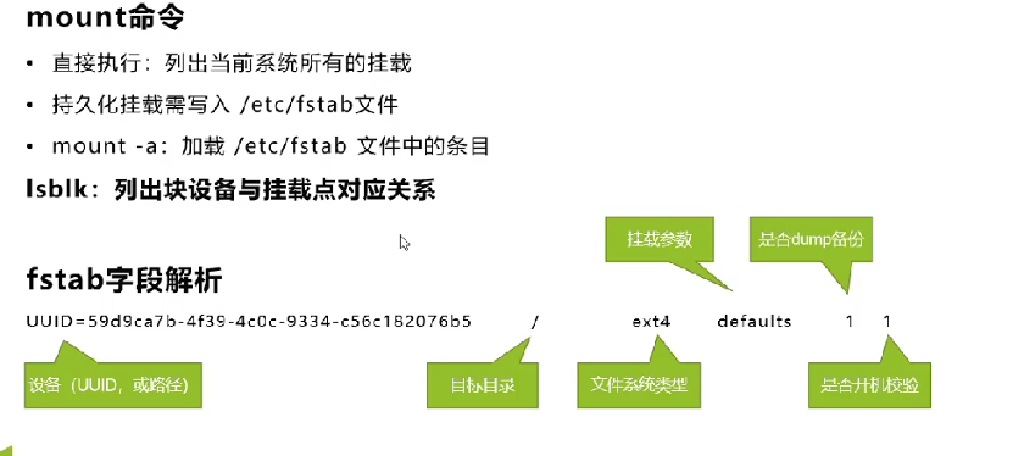 mount命令
• 直接执行：列出当前系统所有的挂载
• 持久化挂载需写入 /etc/fstab文件
• mount -a：加载 /etc/fstab 文件中的条目
lsblk：列出块设备与挂载点对应关系
挂载参数
是否dump备份
fstab字段解析
UUID=59d9ca7b-4f39-4c0c-9334-c56c182076b5 / ext4 defaults 1 1
设备（UUID，或路径）
目标目录
文件系统类型
是否开机校验